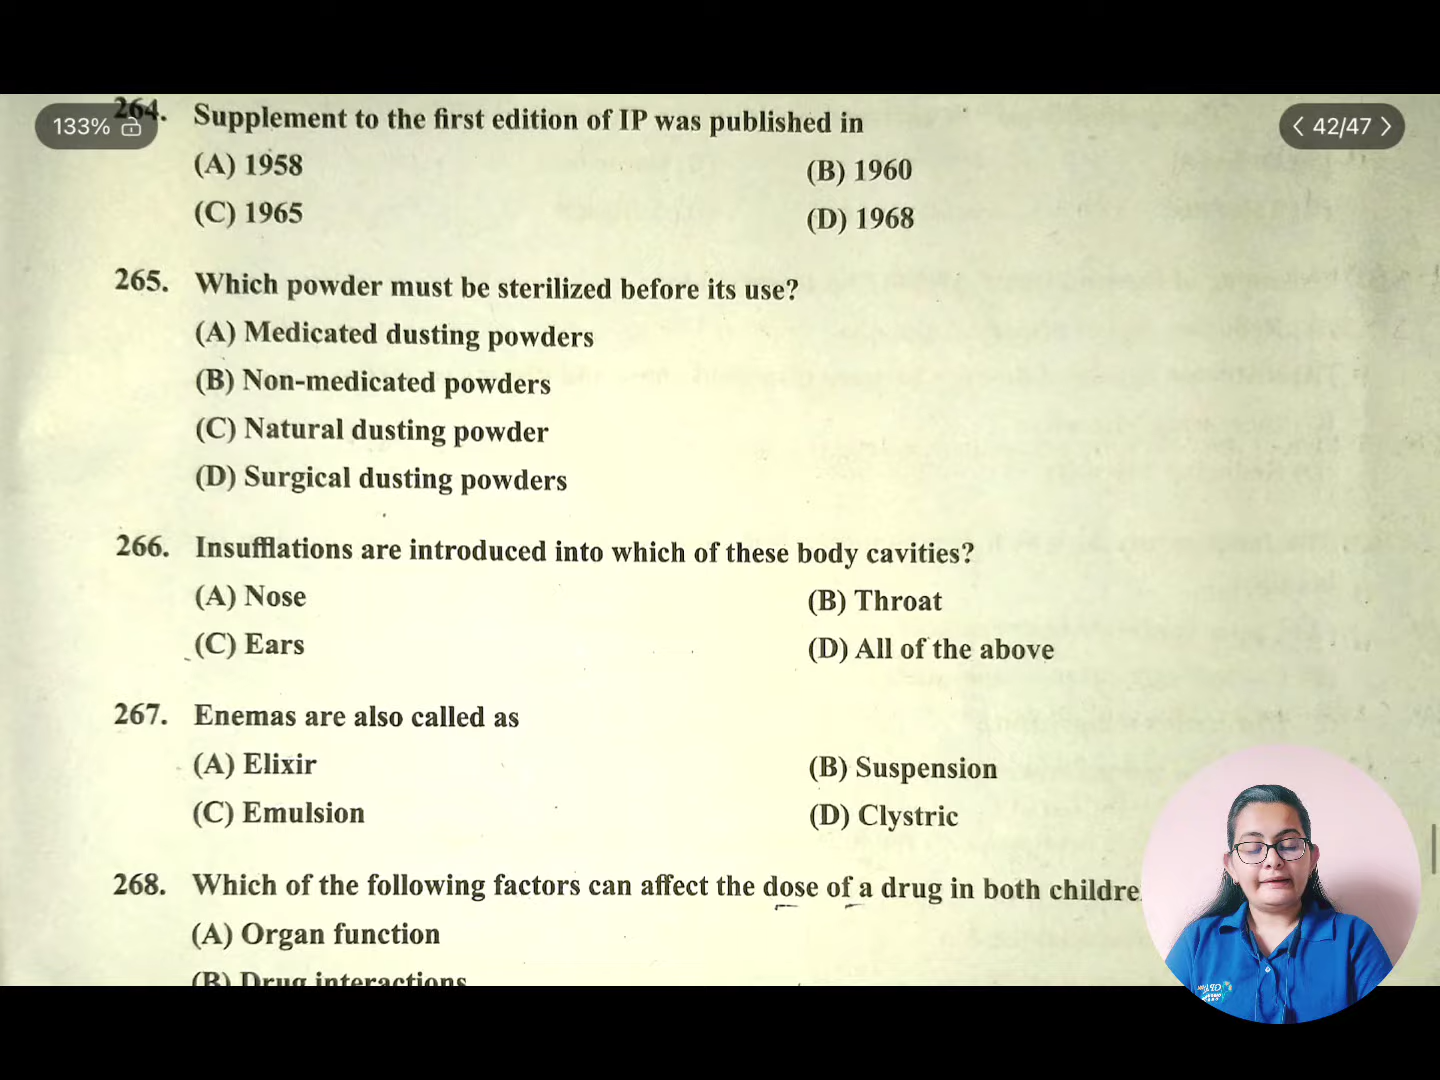 133%
42/47
264. Supplement to the first edition of IP was published in
(A) 1958
(B) 1960
(C) 1965
(D) 1968
265. Which powder must be sterilized before its use?
(A) Medicated dusting powders
(B) Non-medicated powders
(C) Natural dusting powder
(D) Surgical dusting powders
266. Insufflations are introduced into which of these body cavities?
(A) Nose
(B) Throat
(C) Ears
(D) All of the above
267. Enemas are also called as
(A) Elixir
(B) Suspension
(C) Emulsion
(D) Clystric
268. Which of the following factors can affect the dose of a drug in both childre
(A) Organ function
(B) Drug interactions